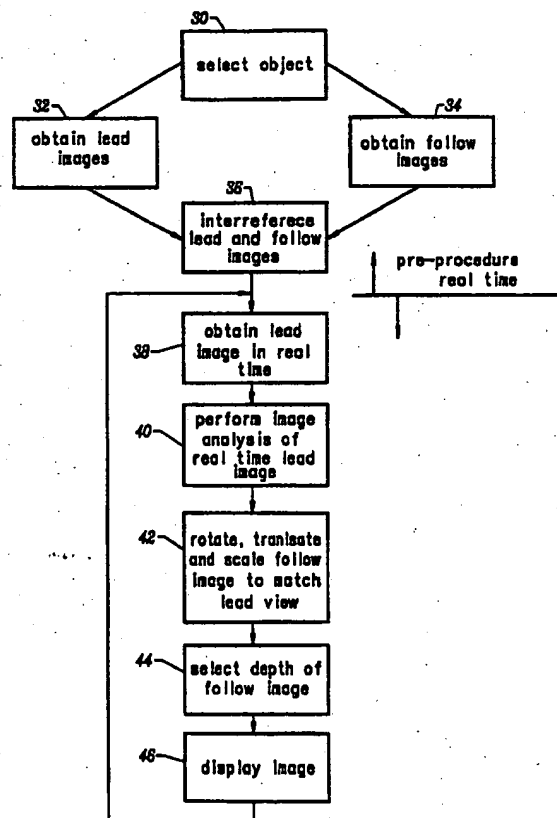 30
select object
32
obtain lead
images
34
obtain follow
images
36
interreferece
lead and follow
images
pre-procedure
real time
38
obtain lead
image in real
time
40
perform image
analysis of
real time lead
image
42
rotate, translate
and scale follow
image to match
lead view
44
select depth of
follow image
46
display image